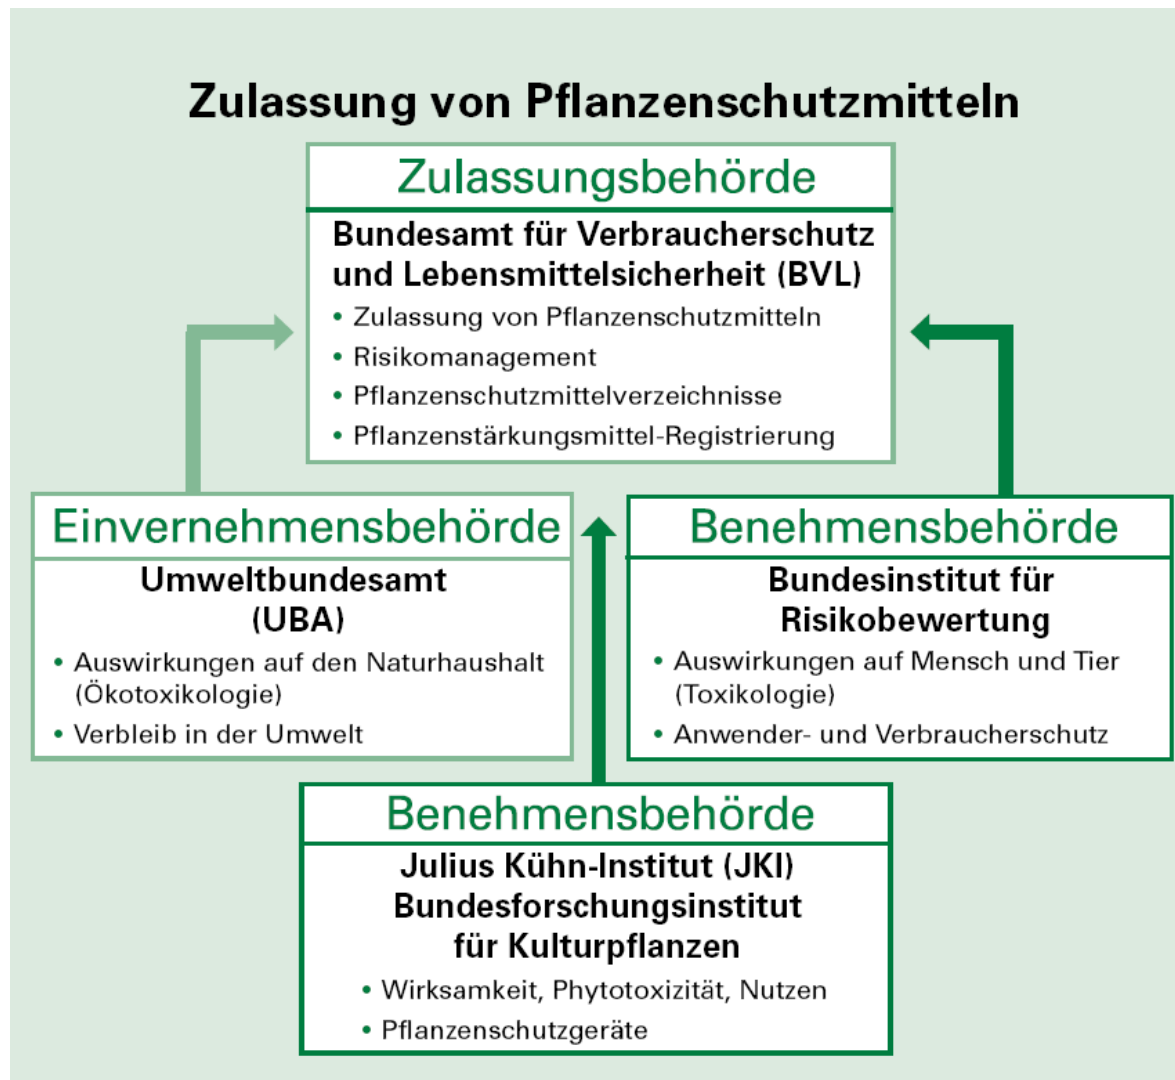 Zulassung von Pflanzenschutzmitteln
Zulassungsbehörde
Bundesamt für Verbraucherschutz
und Lebensmittelsicherheit (BVL)
• Zulassung von Pflanzenschutzmitteln
• Risikomanagement
• Pflanzenschutzmittelverzeichnisse
• Pflanzenstärkungsmittel-Registrierung
Einvernehmensbehörde
Umweltbundesamt
(UBA)
• Auswirkungen auf den Naturhaushalt
(Ökotoxikologie)
• Verbleib in der Umwelt
Benehmensbehörde
Bundesinstitut für
Risikobewertung
• Auswirkungen auf Mensch und Tier
(Toxikologie)
• Anwender- und Verbraucherschutz
Benehmensbehörde
Julius Kühn-Institut (JKI)
Bundesforschungsinstitut
für Kulturpflanzen
• Wirksamkeit, Phytotoxizität, Nutzen
• Pflanzenschutzgeräte